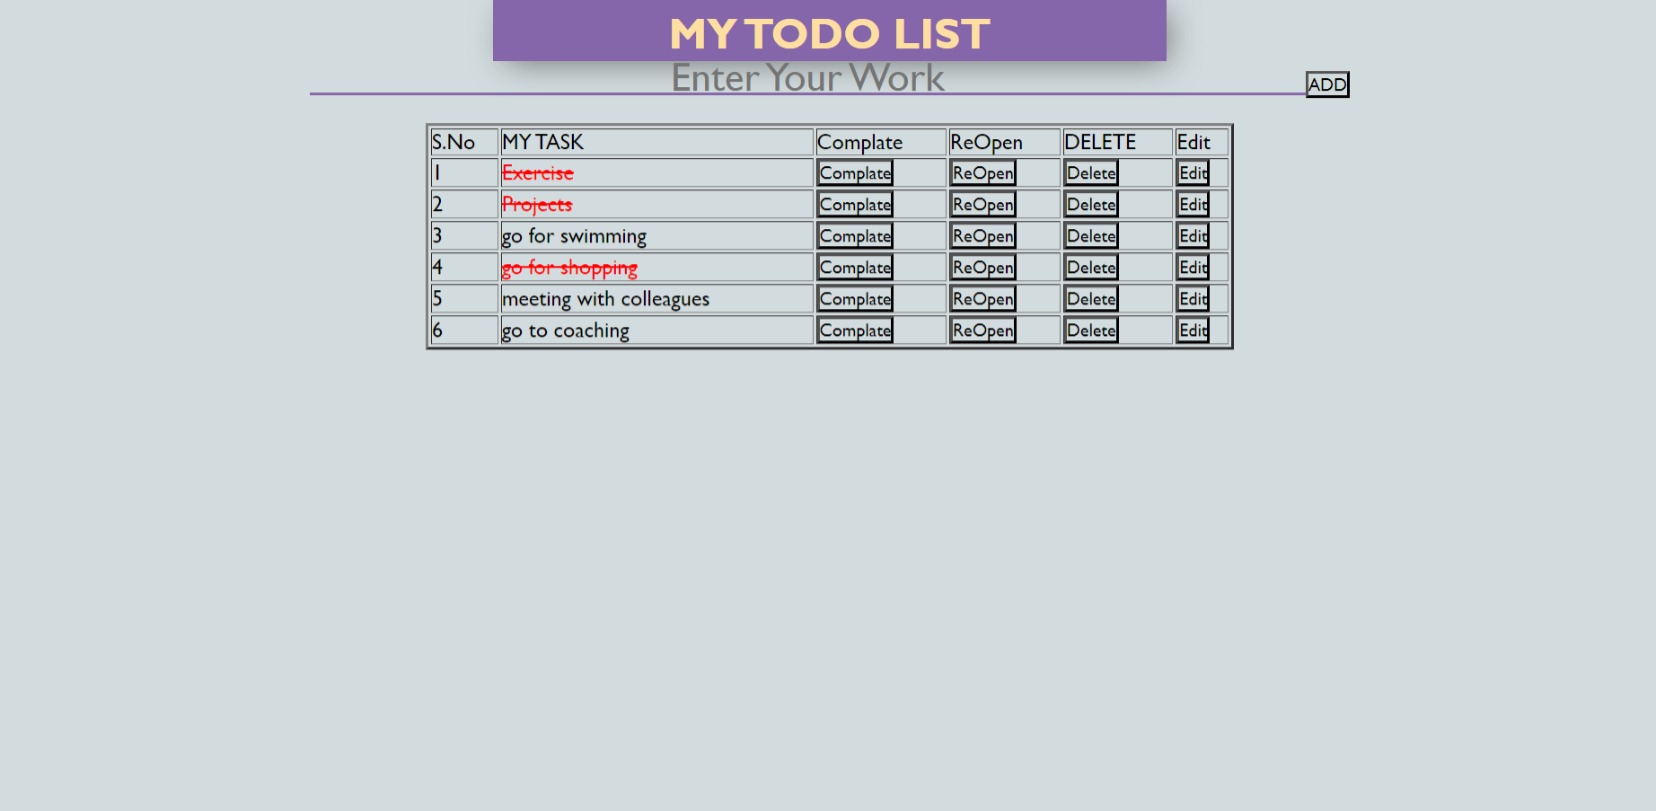 MY TODO LIST
Enter Your Work
ADD
S.No MY TASK Complate ReOpen DELETE Edit
1 Exercise Complate ReOpen Delete Edit
2 Projects Complate ReOpen Delete Edit
3 go for swimming Complate ReOpen Delete Edit
4 go for shopping Complate ReOpen Delete Edit
5 meeting with colleagues Complate ReOpen Delete Edit
6 go to coaching Complate ReOpen Delete Edit